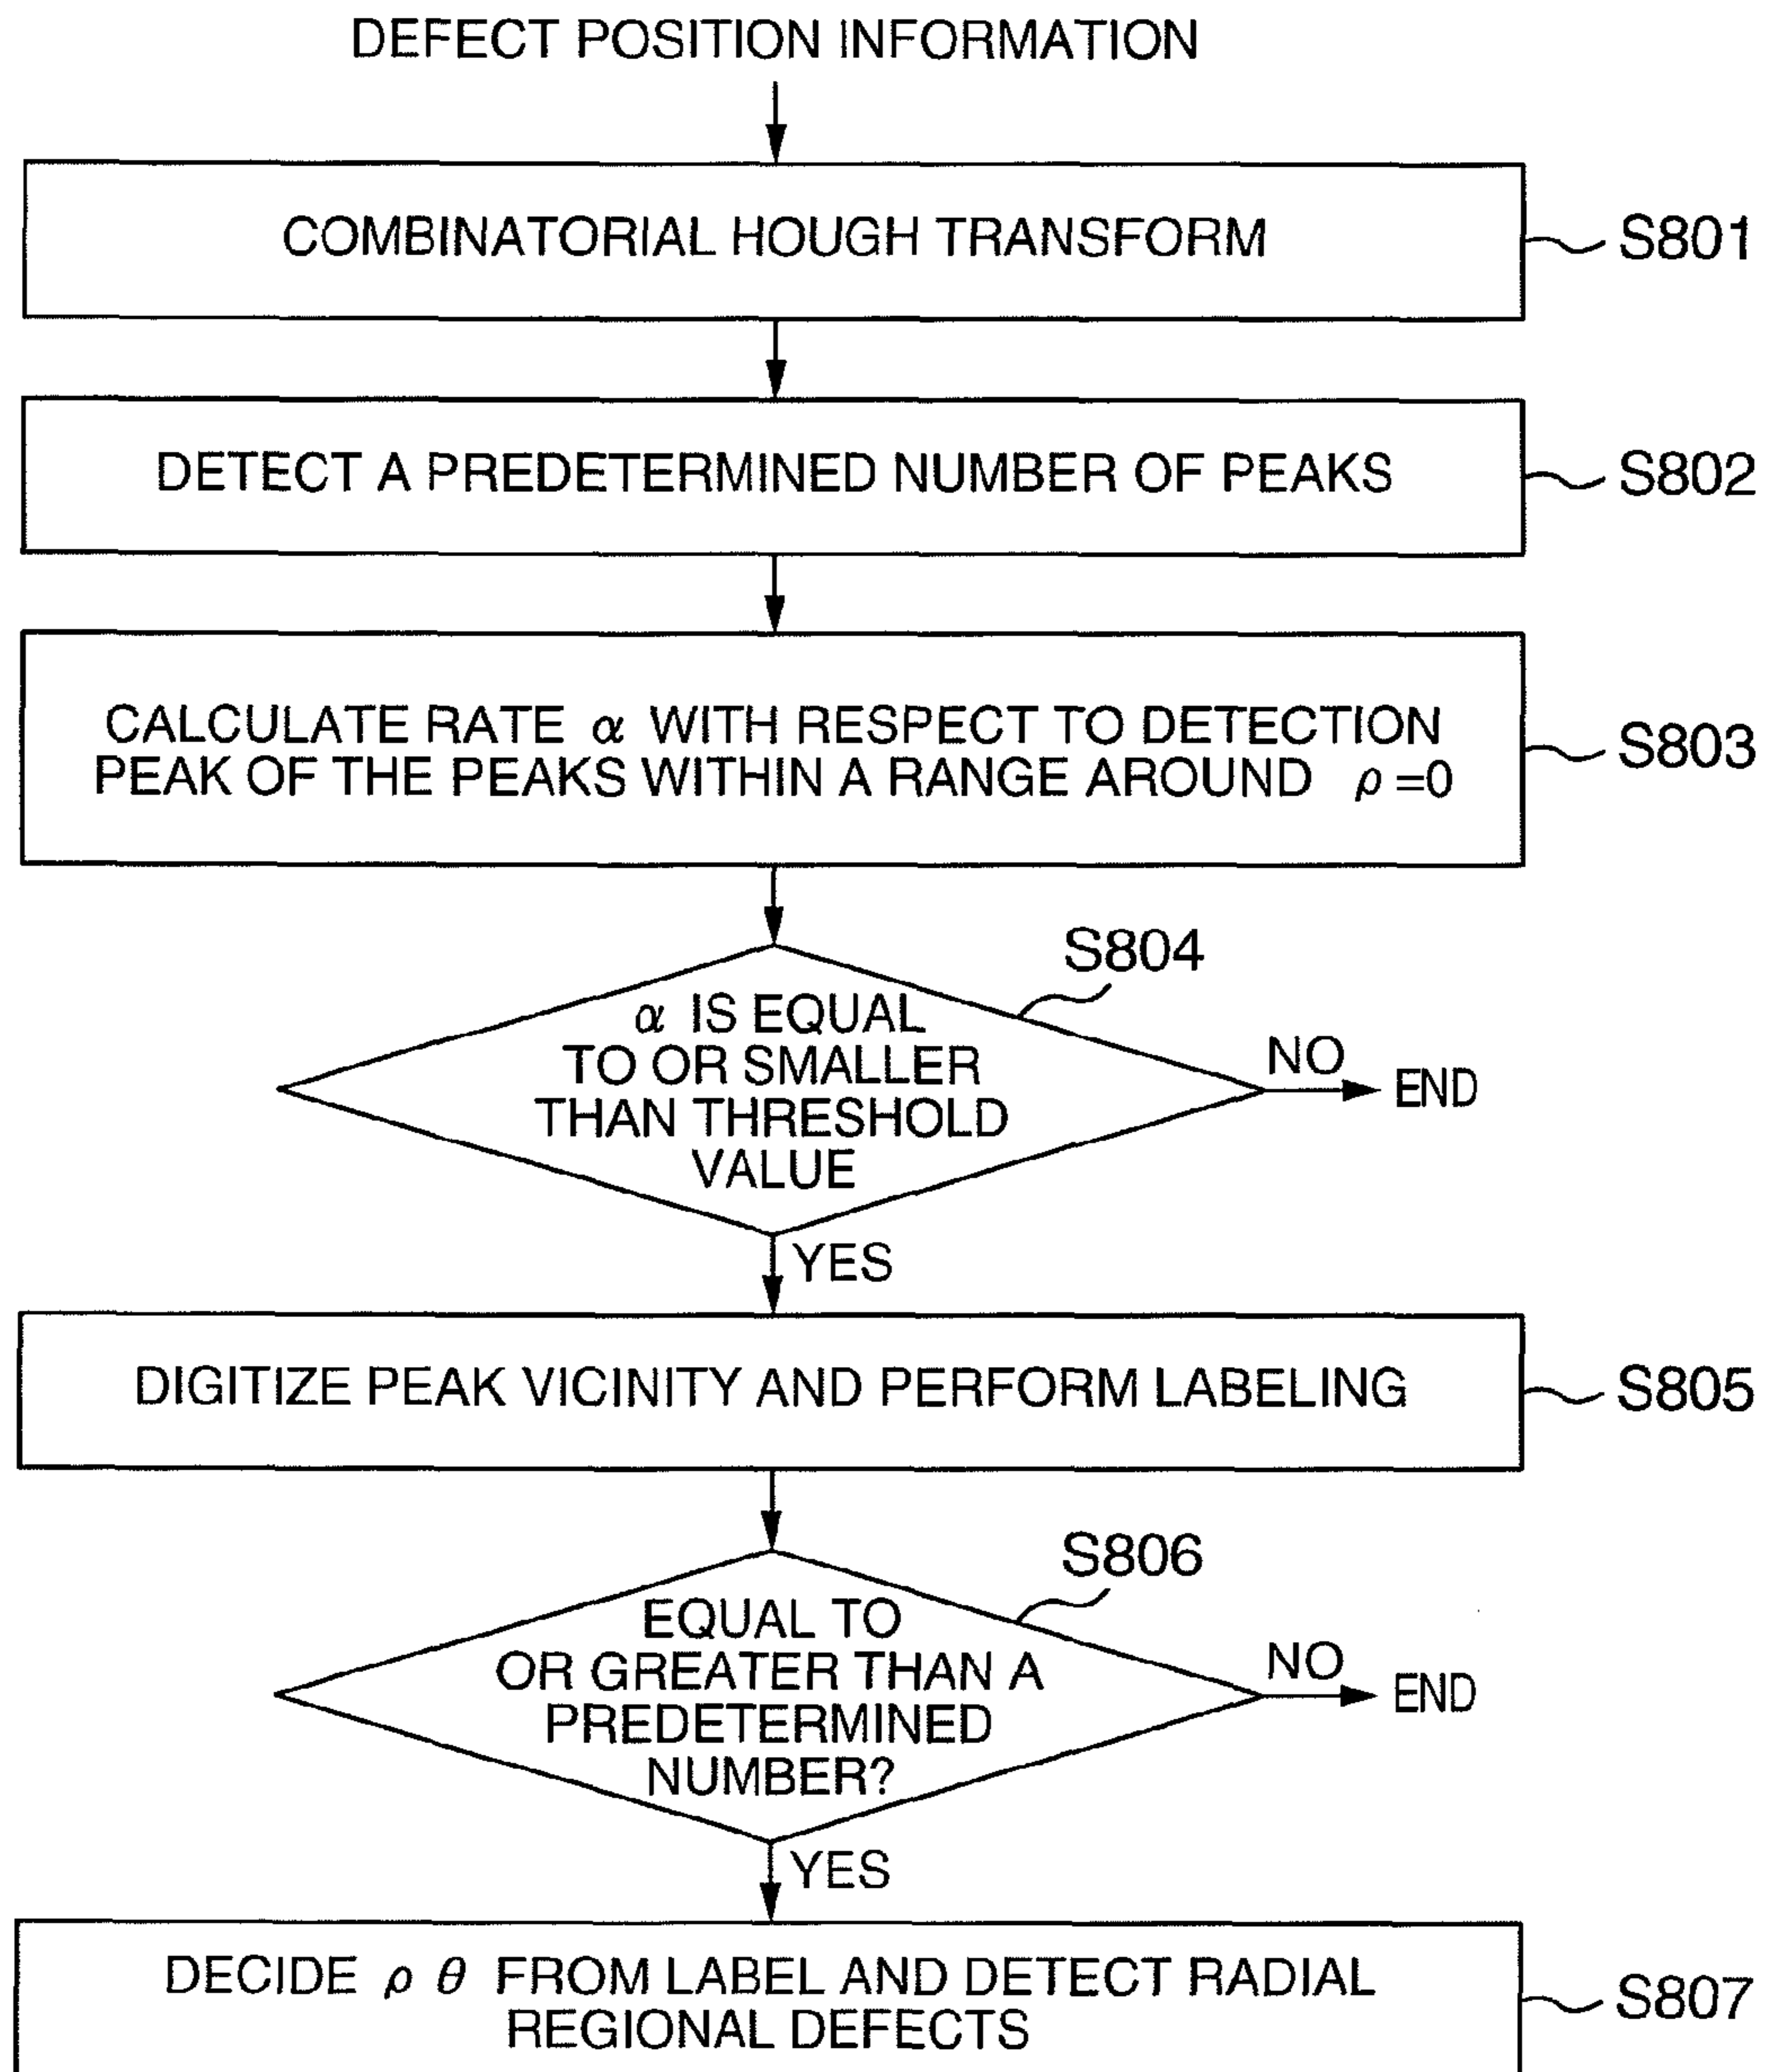 DEFECT POSITION INFORMATION
COMBINATORIAL HOUGH TRANSFORM
S801
DETECT A PREDETERMINED NUMBER OF PEAKS
S802
CALCULATE RATE α WITH RESPECT TO DETECTION
PEAK OF THE PEAKS WITHIN A RANGE AROUND ρ =0
S803
S804
α IS EQUAL
TO OR SMALLER
THAN THRESHOLD
VALUE
NO
END
YES
DIGITIZE PEAK VICINITY AND PERFORM LABELING
S805
S806
EQUAL TO
OR GREATER THAN A
PREDETERMINED
NUMBER?
NO
END
YES
DECIDE ρ θ FROM LABEL AND DETECT RADIAL
REGIONAL DEFECTS
S807